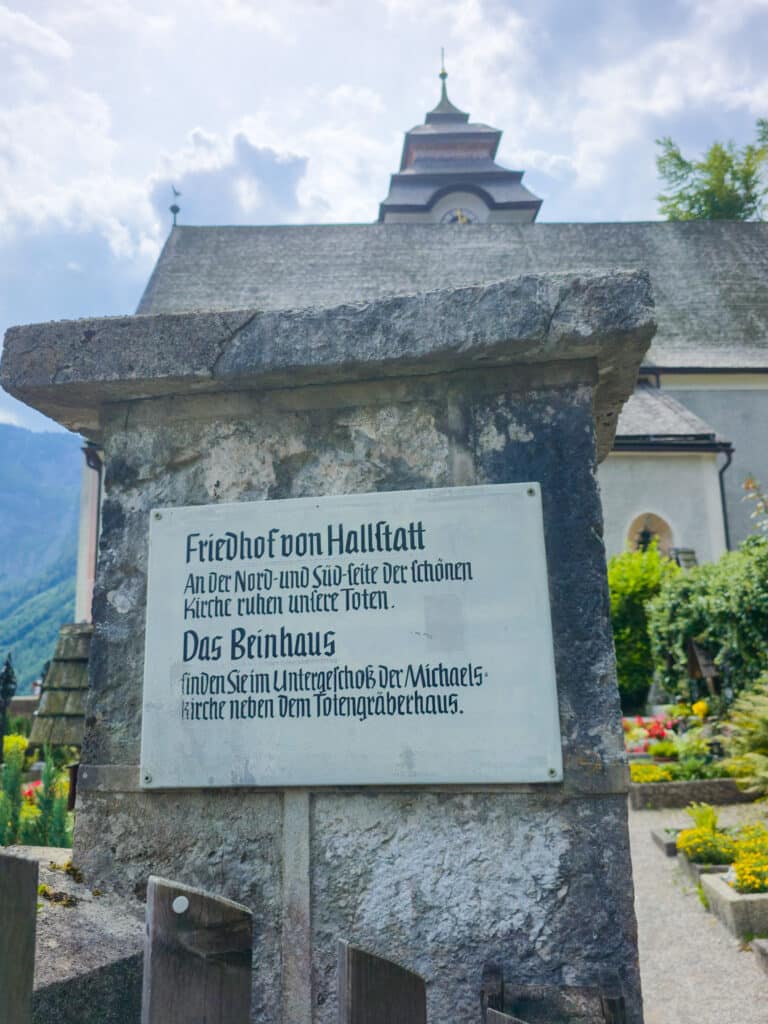 Friedhof von Hallſtatt
An der Nord-und Süd-ſeite der ſchönen
Kirche ruhen unſere Toten.
Das Beinhaus
finden Sie im Untergeſchoß der Michaels-
kirche neben dem Totengräberhaus.